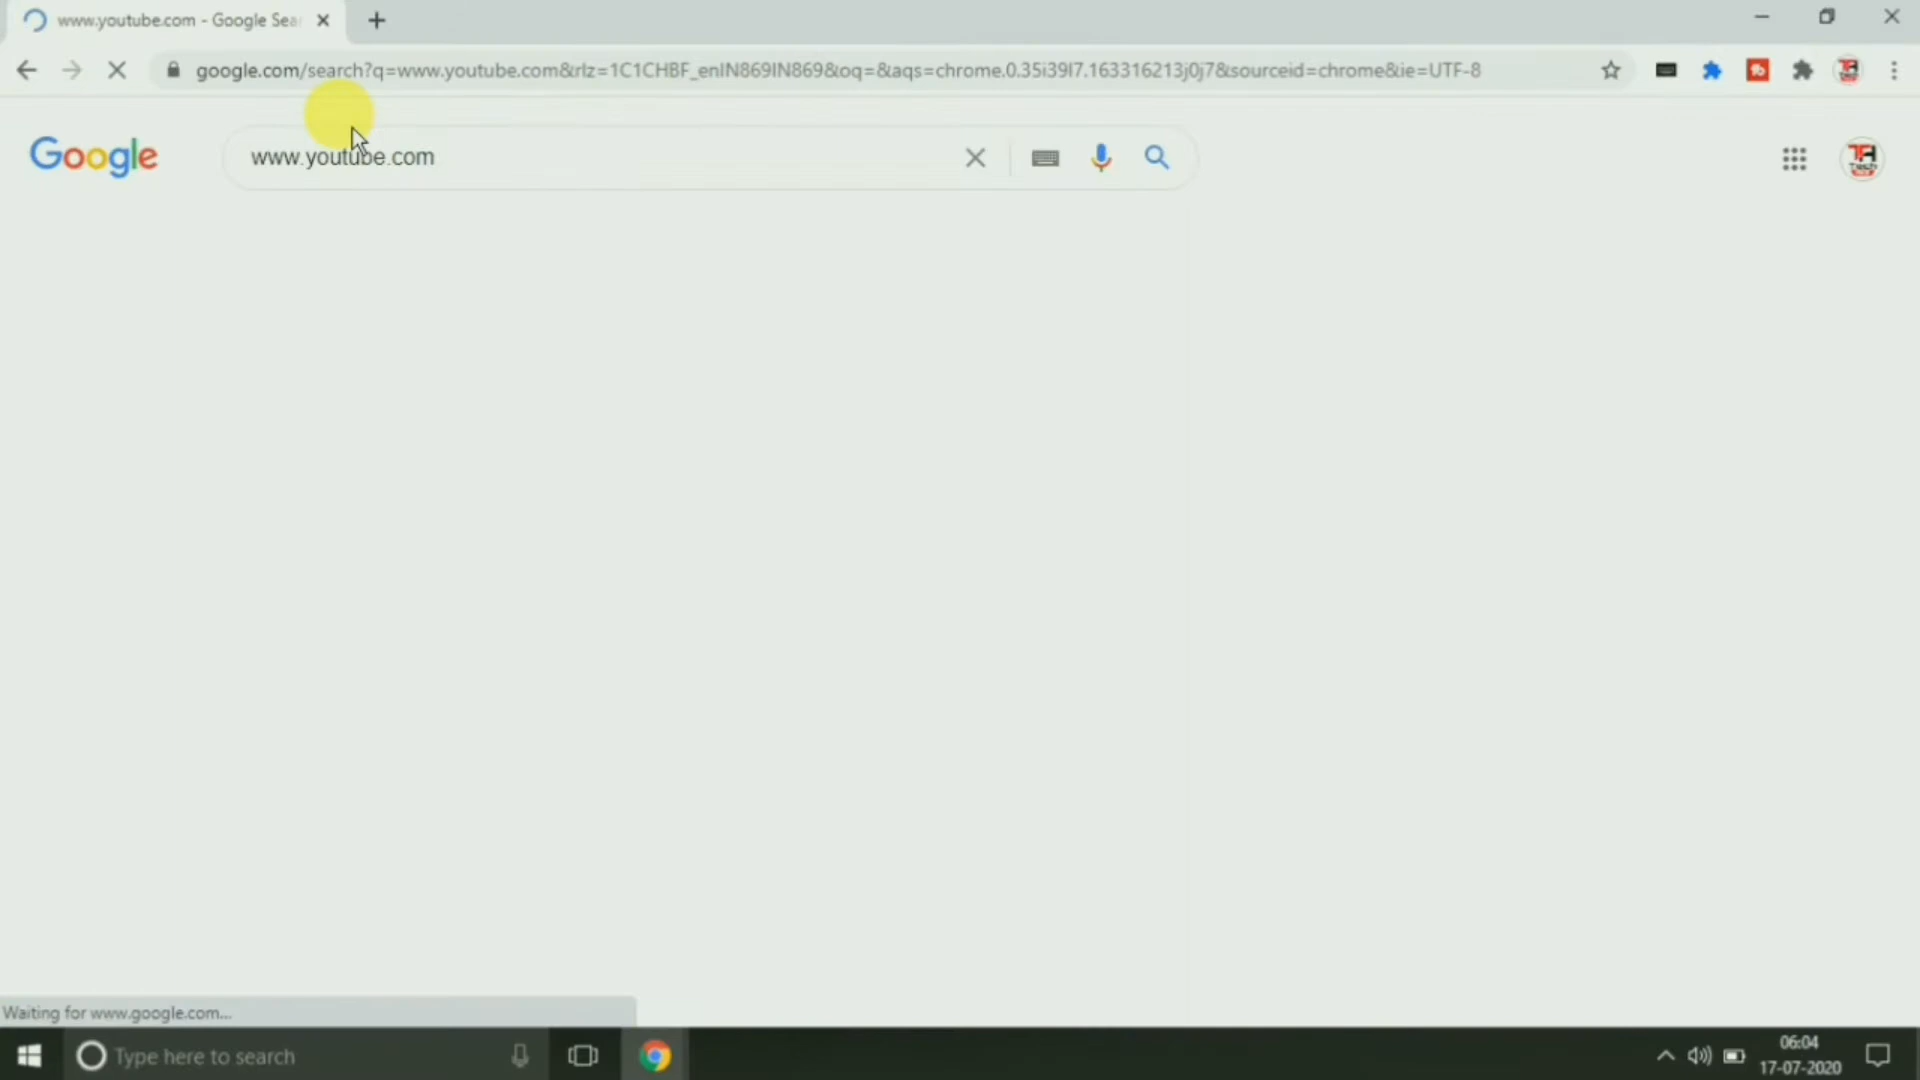 www.youtube.com - Google Sea
google.com/search?q=www.youtube.com&rlz=1C1CHBF_enIN869IN869&oq=&aqs=chrome.0.35i39l7.163316213j0j7&sourceid=chrome&ie=UTF-8
Google
www.youtube.com
Waiting for www.google.com...
Type here to search
06:04
17-07-2020